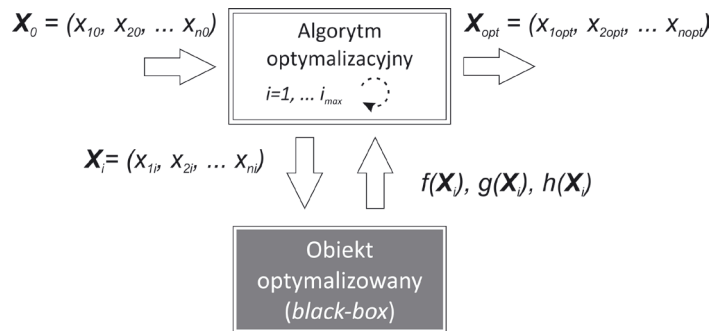 X₀ = (x₁₀, x₂₀, ... xₙ₀)
Algorytm
optymalizacyjny
i=1, ... iₘₐₓ
Xₒₚₜ = (x₁ₒₚₜ, x₂ₒₚₜ, ... xₙₒₚₜ)
Xᵢ= (x₁ᵢ, x₂ᵢ, ... xₙᵢ)
f(Xᵢ), g(Xᵢ), h(Xᵢ)
Obiekt
optymalizowany
(black-box)